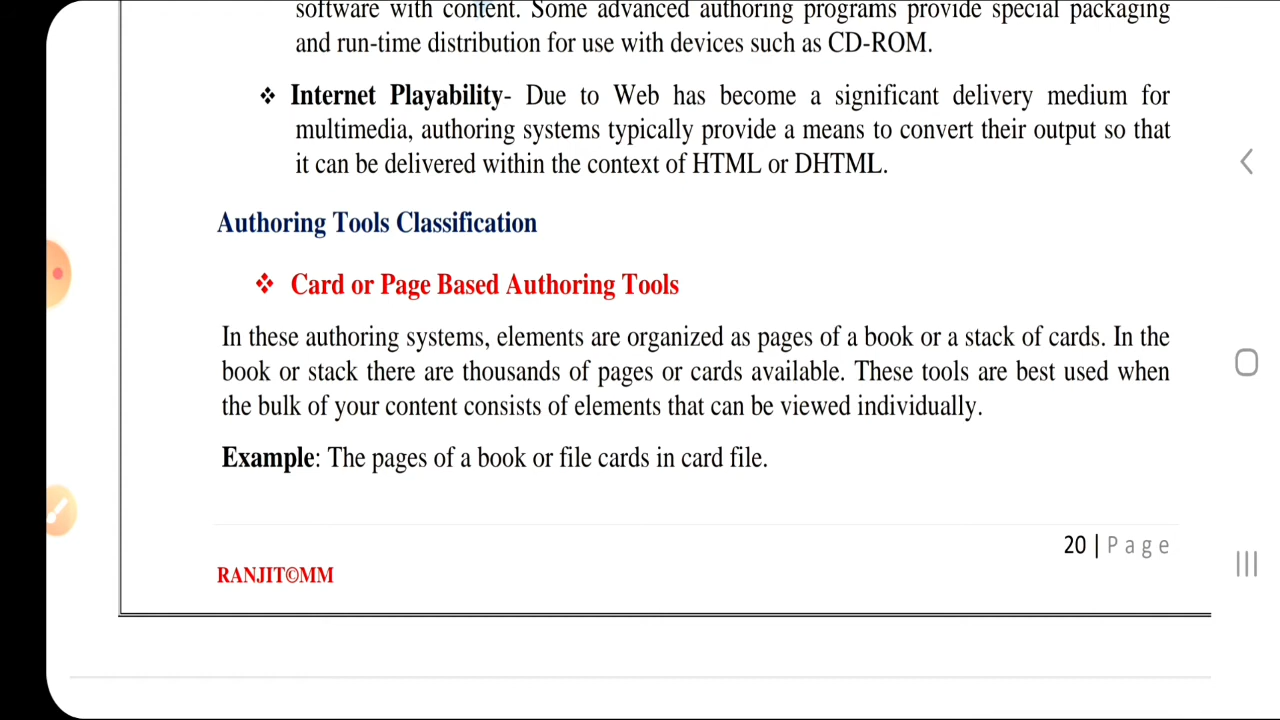 software with content. Some advanced authoring programs provide special packaging
and run-time distribution for use with devices such as CD-ROM.
❖ Internet Playability- Due to Web has become a significant delivery medium for
multimedia, authoring systems typically provide a means to convert their output so that
it can be delivered within the context of HTML or DHTML.
Authoring Tools Classification
❖ Card or Page Based Authoring Tools
In these authoring systems, elements are organized as pages of a book or a stack of cards. In the
book or stack there are thousands of pages or cards available. These tools are best used when
the bulk of your content consists of elements that can be viewed individually.
Example: The pages of a book or file cards in card file.
20 | Page
RANJIT©MM